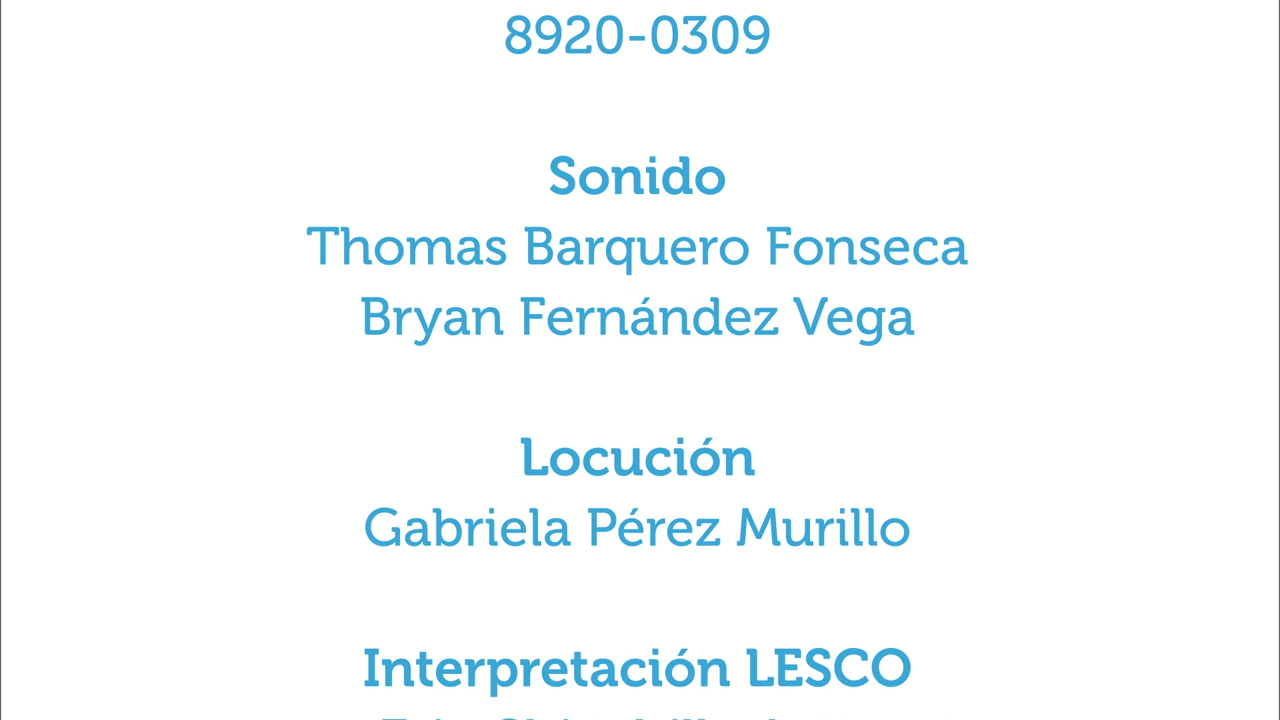 8920-0309
Sonido
Thomas Barquero Fonseca
Bryan Fernández Vega
Locución
Gabriela Pérez Murillo
Interpretación LESCO